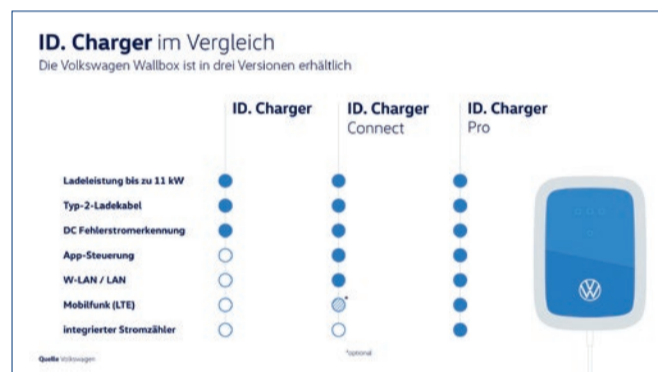 ID. Charger im Vergleich
Die Volkswagen Wallbox ist in drei Versionen erhältlich
ID. Charger
ID. Charger
Connect
ID. Charger
Pro
Ladeleistung bis zu 11 kW
Typ-2-Ladekabel
DC Fehlerstromerkennung
App-Steuerung
W-LAN / LAN
Mobilfunk (LTE) *
integrierter Stromzähler
*optional
Quelle Volkswagen